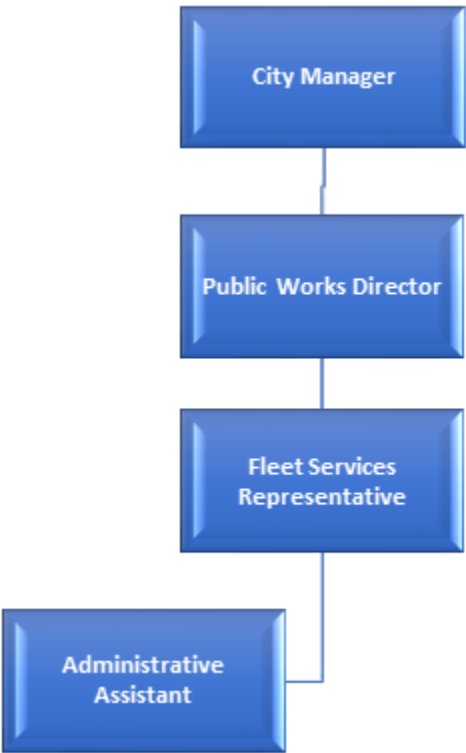 City Manager
Public Works Director
Fleet Services
Representative
Administrative
Assistant